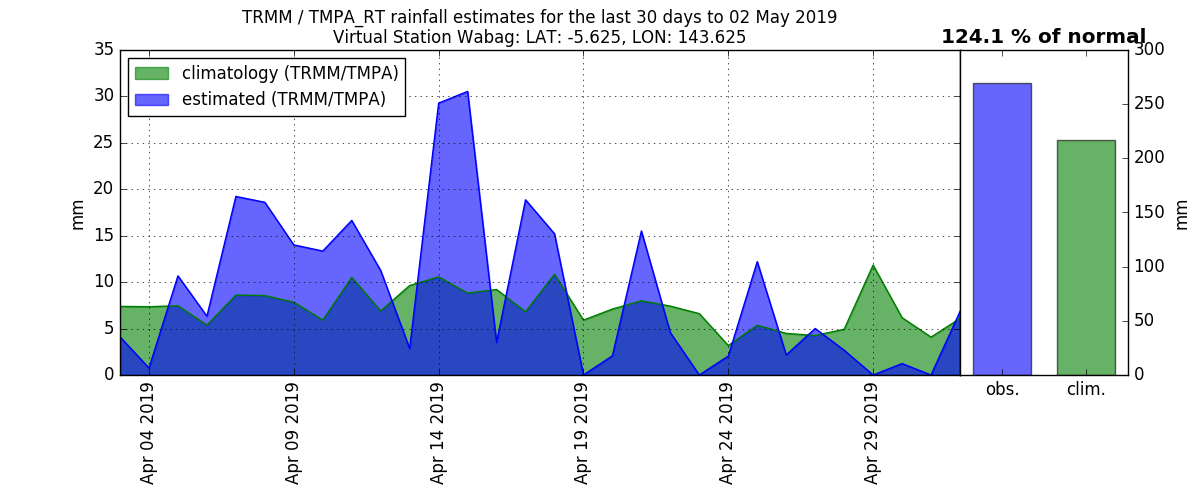 TRMM / TMPA_RT rainfall estimates for the last 30 days to 02 May 2019
Virtual Station Wabag: LAT: -5.625, LON: 143.625
124.1 % of normal
climatology (TRMM/TMPA)
estimated (TRMM/TMPA)
35
30
25
20
15
10
5
0
mm
Apr 04 2019
Apr 09 2019
Apr 14 2019
Apr 19 2019
Apr 24 2019
Apr 29 2019
obs.
clim.
300
250
200
150
100
50
0
mm